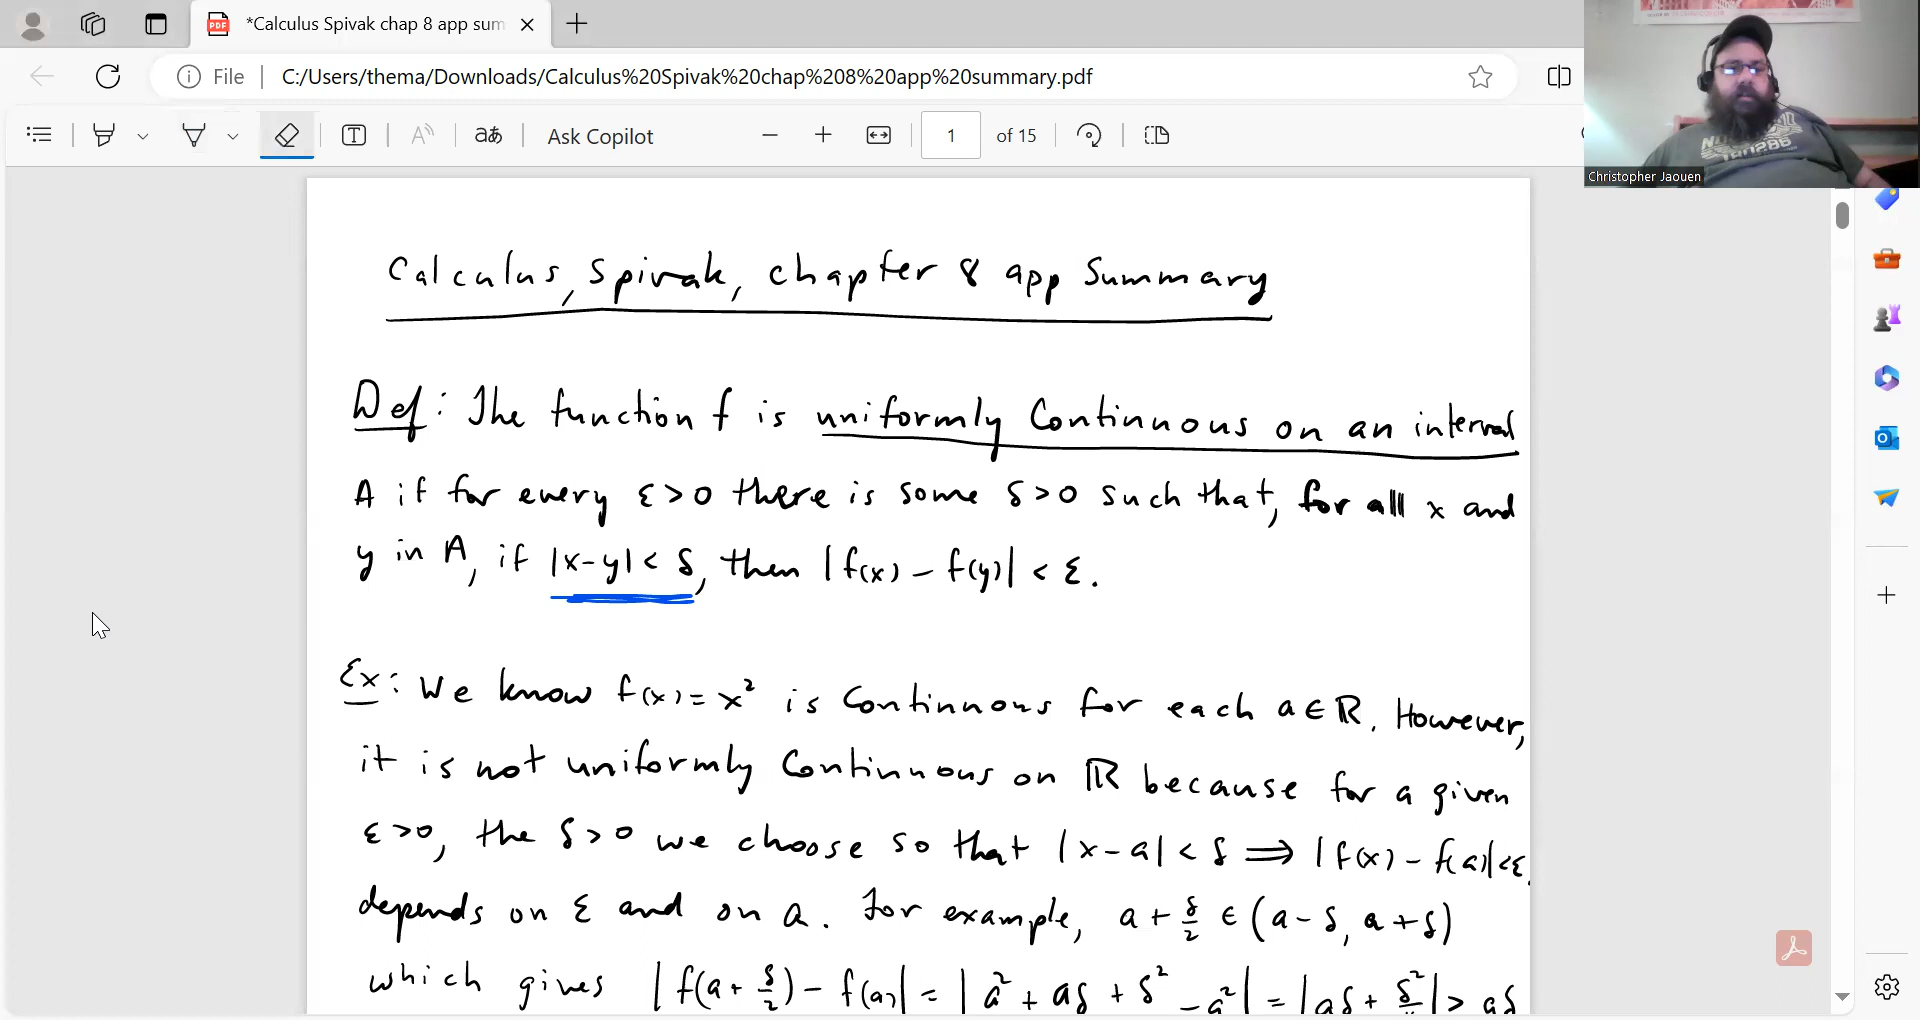 *Calculus Spivak chap 8 app sum
File
C:/Users/thema/Downloads/Calculus%20Spivak%20chap%208%20app%20summary.pdf
Ask Copilot
1 of 15
Christopher Jaouen
Calculus, Spivak, chapter 8 app Summary
Def: The function f is uniformly continuous on an interval
A if for every ε>0 there is some δ>0 such that, for all x and
y in A, if |x-y| < δ, then |f(x) - f(y)| < ε.
Ex: We know f(x) = x² is continuous for each a ∈ ℝ. However,
it is not uniformly continuous on ℝ because for a given
ε>0, the δ>0 we choose so that |x-a| < δ ⟹ |f(x) - f(a)|<ε
depends on ε and on a. For example, a + δ/2 ∈ (a-δ, a+δ)
which gives |f(a+ δ/2) - f(a)| = |a² + aδ + δ² - a²| = |aδ + δ²| > aδ